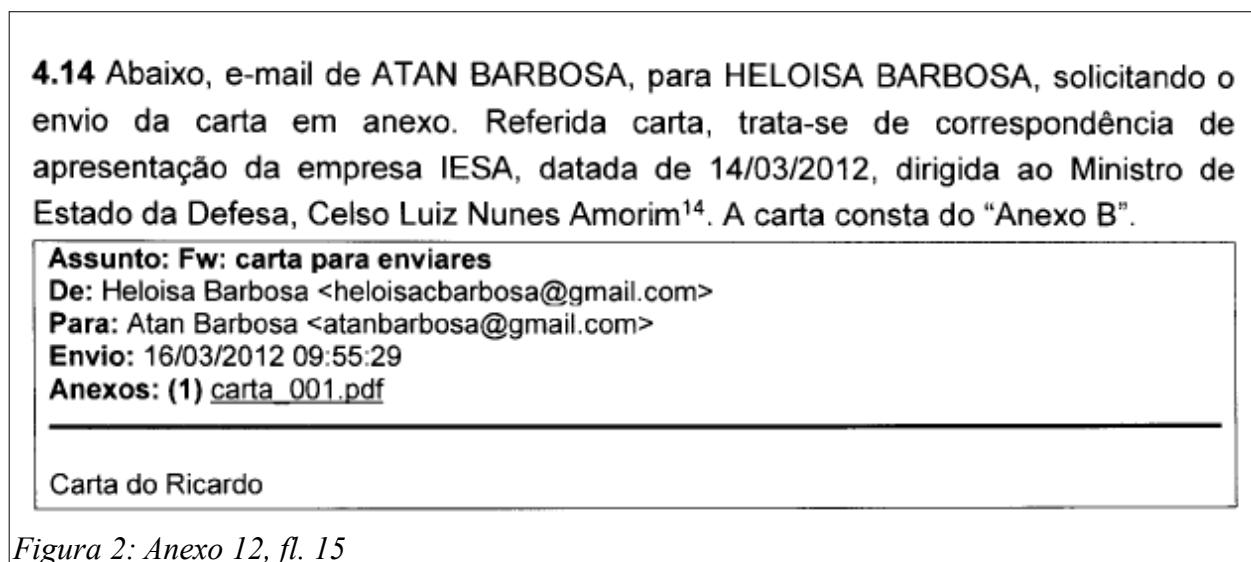 4.14 Abaixo, e-mail de ATAN BARBOSA, para HELOISA BARBOSA, solicitando o
envio da carta em anexo. Referida carta, trata-se de correspondência de
apresentação da empresa IESA, datada de 14/03/2012, dirigida ao Ministro de
Estado da Defesa, Celso Luiz Nunes Amorim¹⁴. A carta consta do “Anexo B”.
Assunto: Fw: carta para enviares
De: Heloisa Barbosa <heloisacbarbosa@gmail.com>
Para: Atan Barbosa <atanbarbosa@gmail.com>
Envio: 16/03/2012 09:55:29
Anexos: (1) carta_001.pdf
Carta do Ricardo
Figura 2: Anexo 12, fl. 15